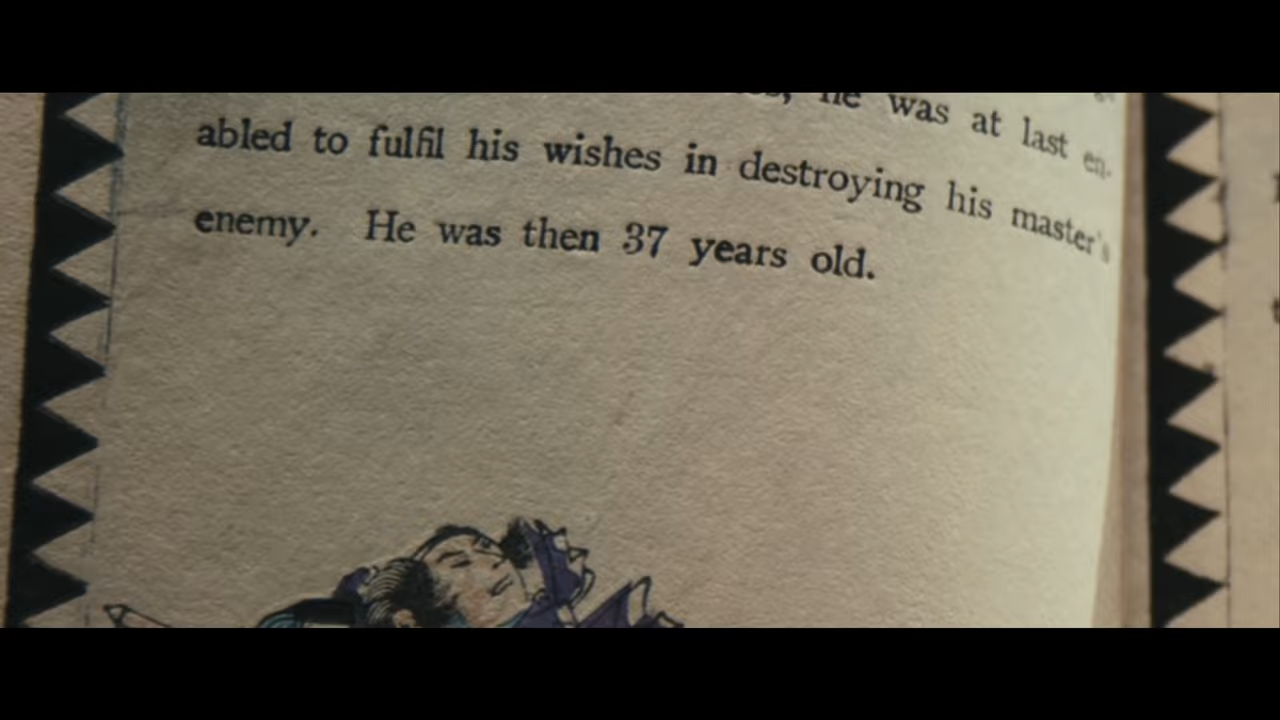 he was at last en-
abled to fulfil his wishes in destroying his master's
enemy. He was then 37 years old.